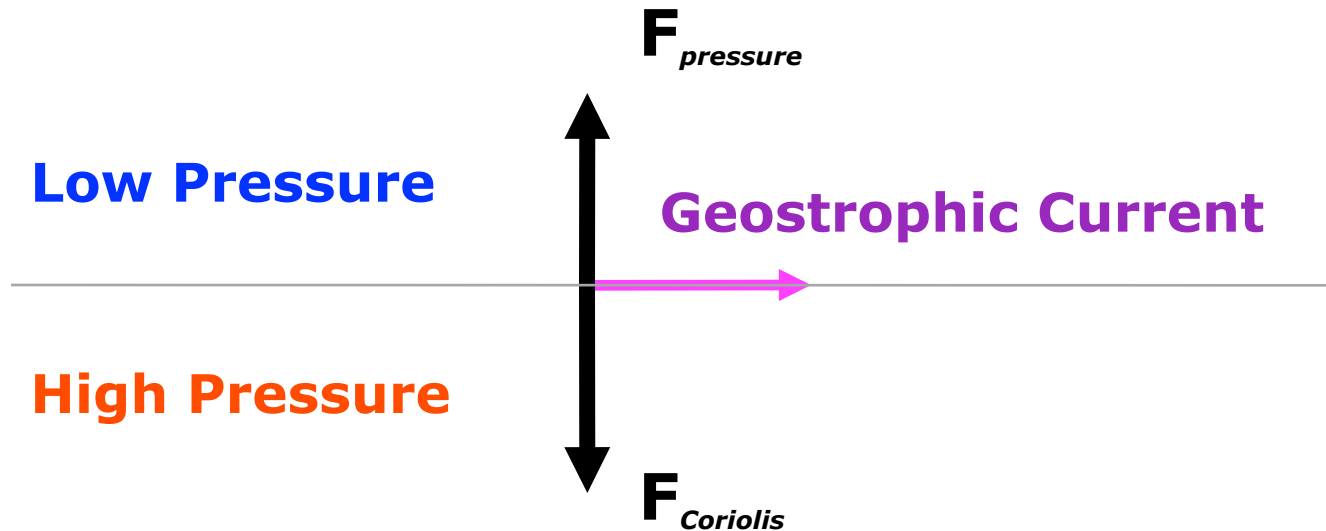 F pressure
Low Pressure
Geostrophic Current
High Pressure
F Coriolis